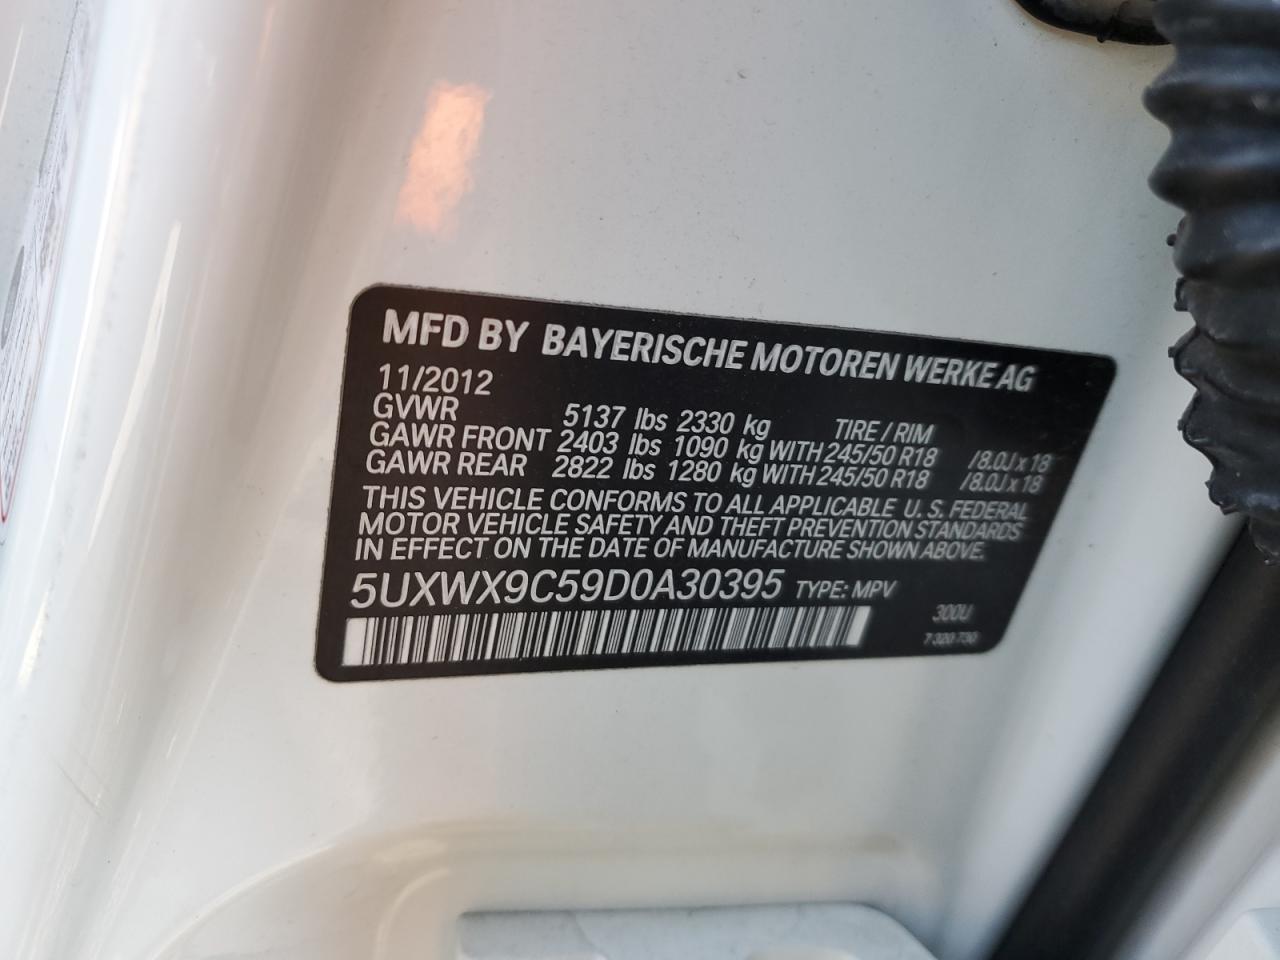 MFD BY BAYERISCHE MOTOREN WERKE AG
11/2012
GVWR 5137 lbs 2330 kg TIRE / RIM
GAWR FRONT 2403 lbs 1090 kg WITH 245/50 R18 /8.0J x 18
GAWR REAR 2822 lbs 1280 kg WITH 245/50 R18 /8.0J x 18
THIS VEHICLE CONFORMS TO ALL APPLICABLE U. S. FEDERAL
MOTOR VEHICLE SAFETY AND THEFT PREVENTION STANDARDS
IN EFFECT ON THE DATE OF MANUFACTURE SHOWN ABOVE.
5UXWX9C59D0A30395 TYPE: MPV
300U
7 320 730